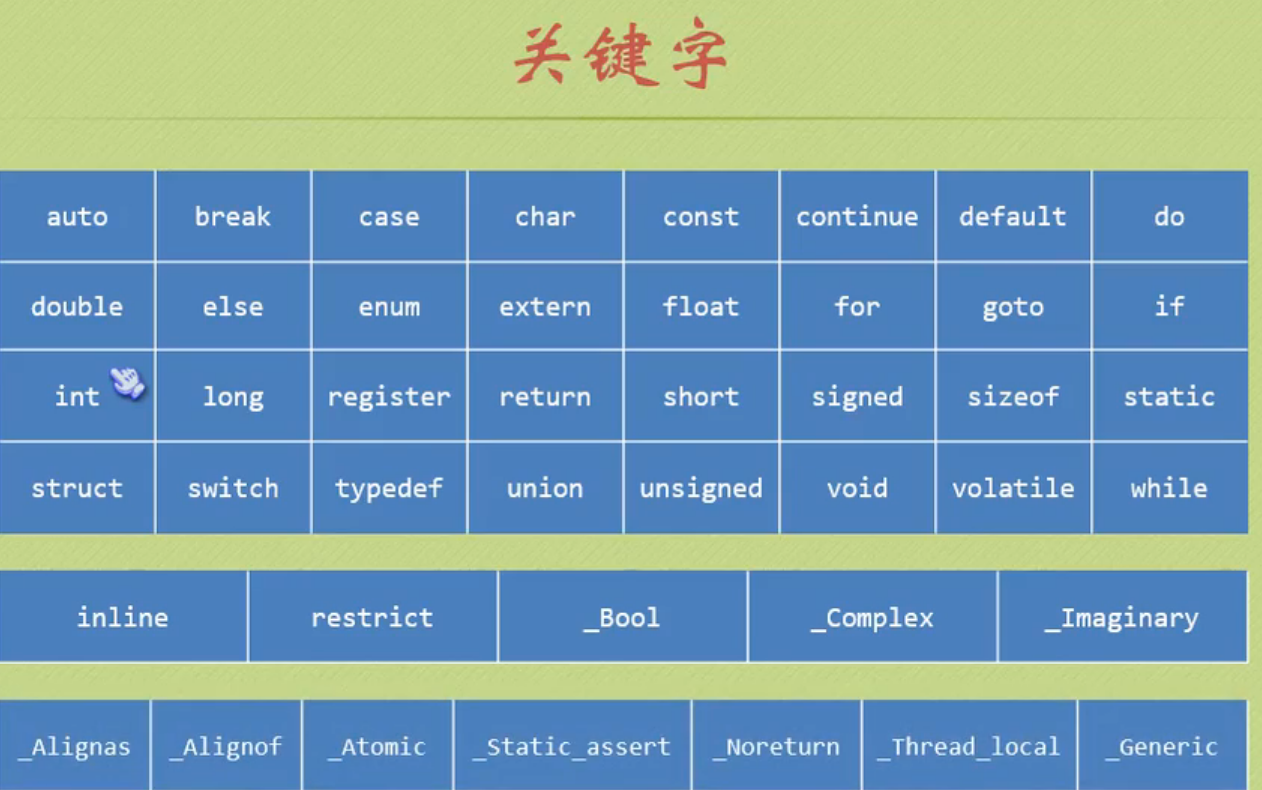 关键字
auto break case char const continue default do
double else enum extern float for goto if
int long register return short signed sizeof static
struct switch typedef union unsigned void volatile while
inline restrict _Bool _Complex _Imaginary
_Alignas _Alignof _Atomic _Static_assert _Noreturn _Thread_local _Generic